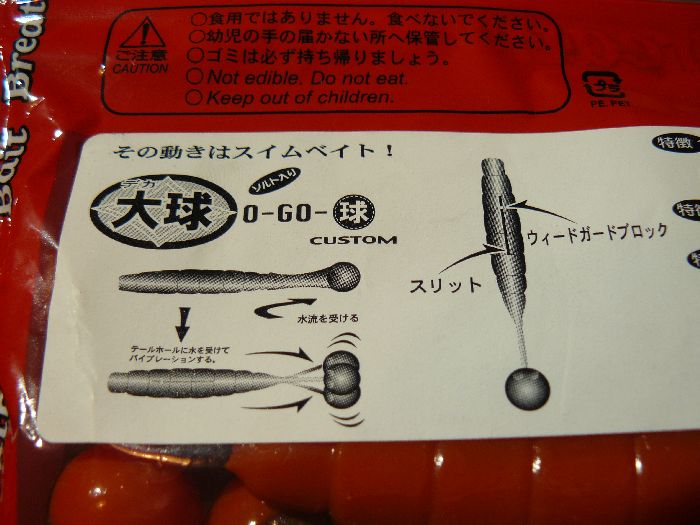 ○食用ではありません。食べないでください。
○幼児の手の届かない所へ保管してください。
○ゴミは必ず持ち帰りましょう。
○Not edible. Do not eat.
○Keep out of children.
ご注意
CAUTION
プラ
PE. PET.
Bait Breath
その動きはスイムベイト！
ソルト入り
デカ
大球
O-GO-球
CUSTOM
水流を受ける
テールホールに水を受けて
バイブレーションする。
ウィードガードブロック
スリット
特徴
特徴